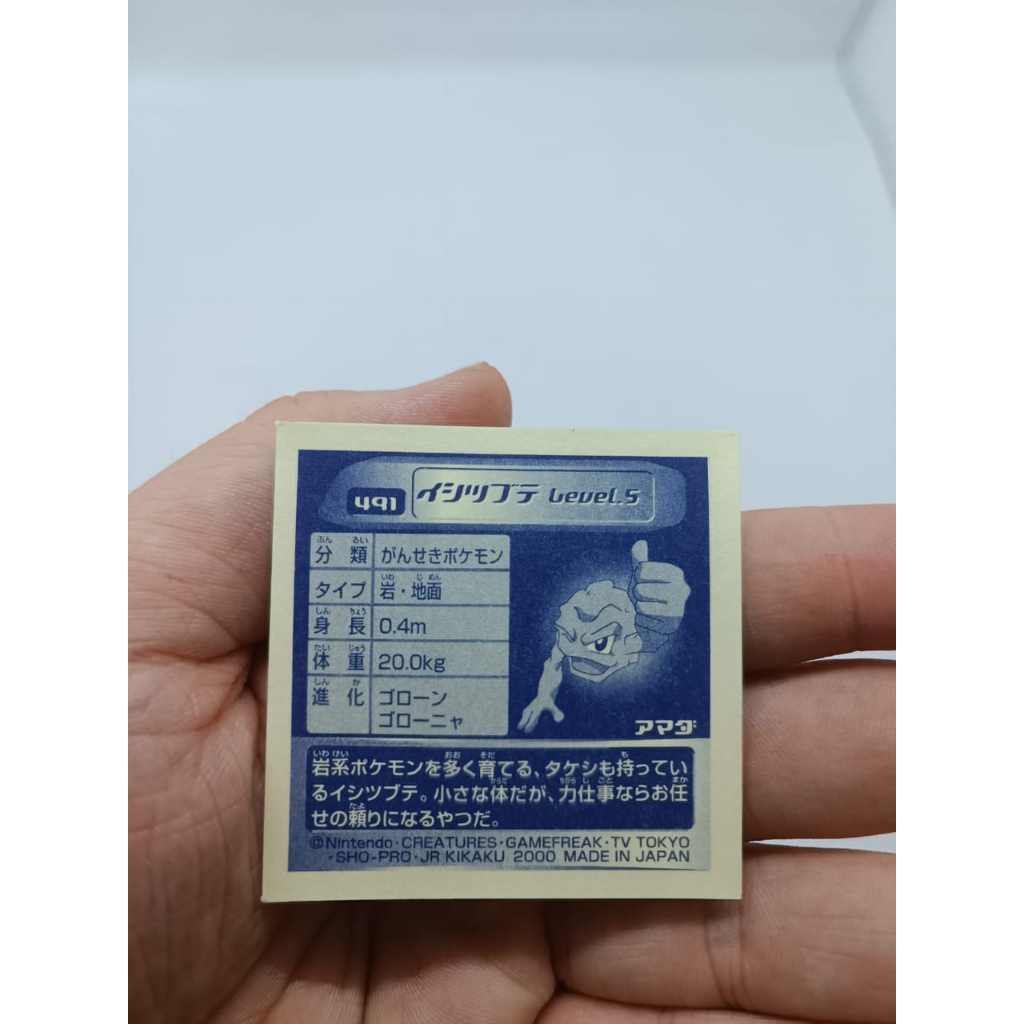 491 イシツブテ Level.5
分類 がんせきポケモン
タイプ 岩・地面
身長 0.4m
体重 20.0kg
進化 ゴローン
ゴローニャ
アマダ
岩系ポケモンを多く育てる、タケシも持ってい
るイシツブテ。小さな体だが、力仕事ならお任
せの頼りになるやつだ。
©Nintendo・CREATURES・GAMEFREAK・TV TOKYO
・SHO-PRO・JR KIKAKU 2000 MADE IN JAPAN